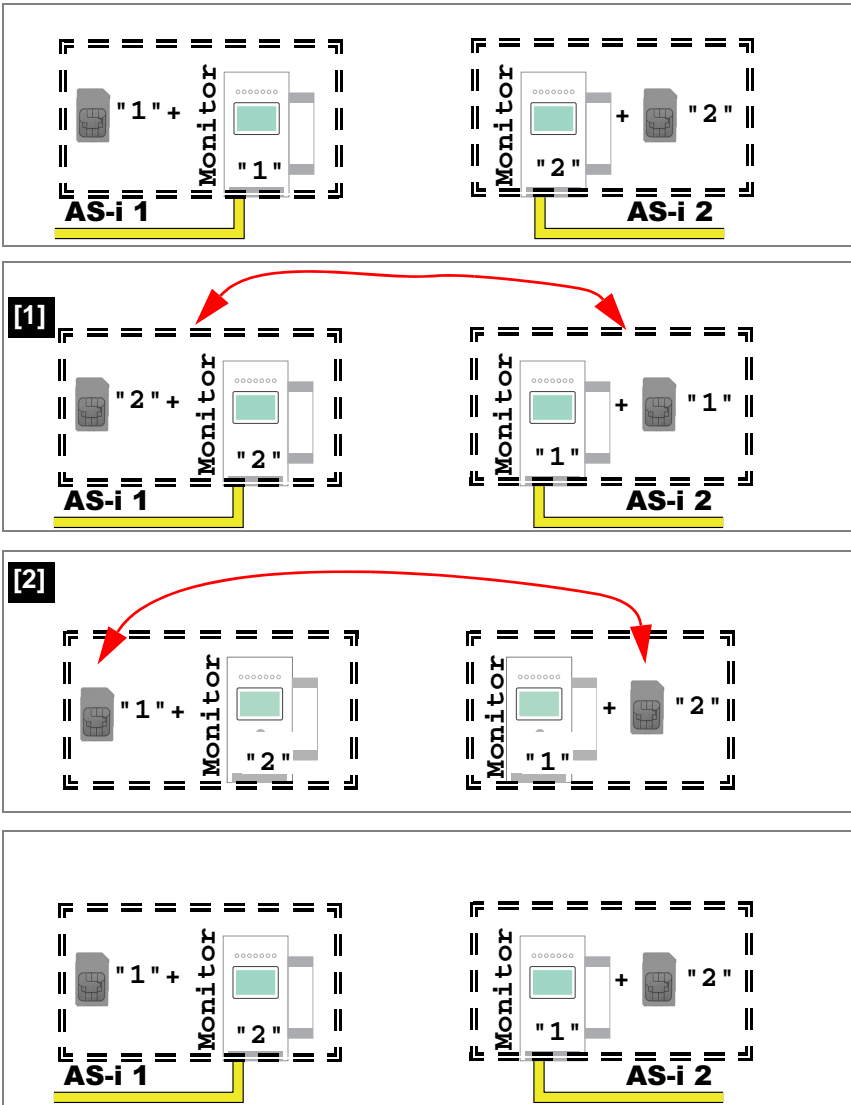 "1"+ Monitor "1"
Monitor "2" + "2"
AS-i 1 AS-i 2
[1]
"2"+ Monitor "2"
Monitor "1" + "1"
AS-i 1 AS-i 2
[2]
"1"+ Monitor "2"
Monitor "1" + "2"
"1"+ Monitor "2"
Monitor "1" + "2"
AS-i 1 AS-i 2